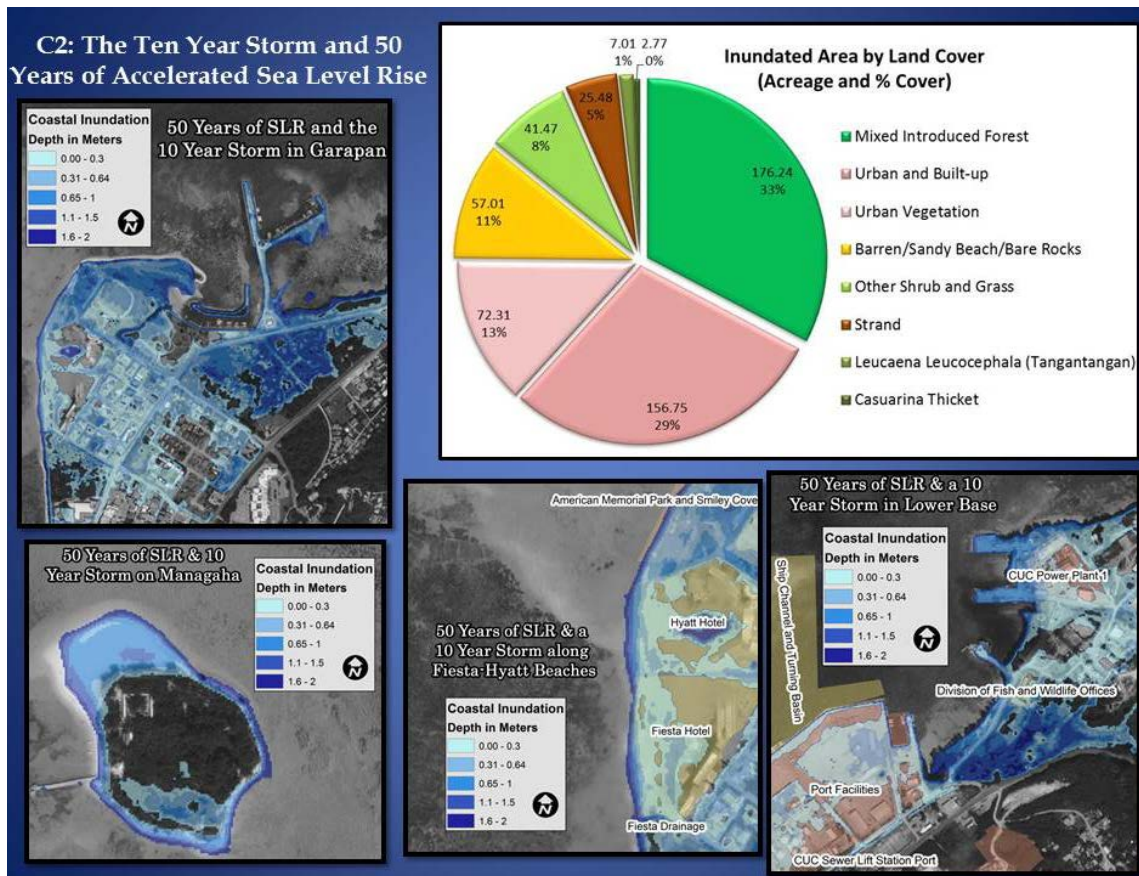 C2: The Ten Year Storm and 50
Years of Accelerated Sea Level Rise
Inundated Area by Land Cover
(Acreage and % Cover)
7.01
1%
2.77
0%
25.48
5%
41.47
8%
57.01
11%
72.31
13%
156.75
29%
176.24
33%
Mixed Introduced Forest
Urban and Built-up
Urban Vegetation
Barren/Sandy Beach/Bare Rocks
Other Shrub and Grass
Strand
Leucaena Leucocephala (Tangantangan)
Casuarina Thicket
50 Years of SLR and the
10 Year Storm in Garapan
Coastal Inundation
Depth in Meters
0.00 - 0.3
0.31 - 0.64
0.65 - 1
1.1 - 1.5
1.6 - 2
N
50 Years of SLR & 10
Year Storm on Managaha
Coastal Inundation
Depth in Meters
0.00 - 0.3
0.31 - 0.64
0.65 - 1
1.1 - 1.5
1.6 - 2
N
American Memorial Park and Smiley Cove
Hyatt Hotel
50 Years of SLR & a
10 Year Storm along
Fiesta-Hyatt Beaches
Fiesta Hotel
Fiesta Drainage
Coastal Inundation
Depth in Meters
0.00 - 0.3
0.31 - 0.64
0.65 - 1
1.1 - 1.5
1.6 - 2
N
50 Years of SLR & a 10
Year Storm in Lower Base
Coastal Inundation
Depth in Meters
0.00 - 0.3
0.31 - 0.64
0.65 - 1
1.1 - 1.5
1.6 - 2
N
CUC Power Plant 1
Ship Channel and Turning Basin
Division of Fish and Wildlife Offices
Port Facilities
CUC Sewer Lift Station Port